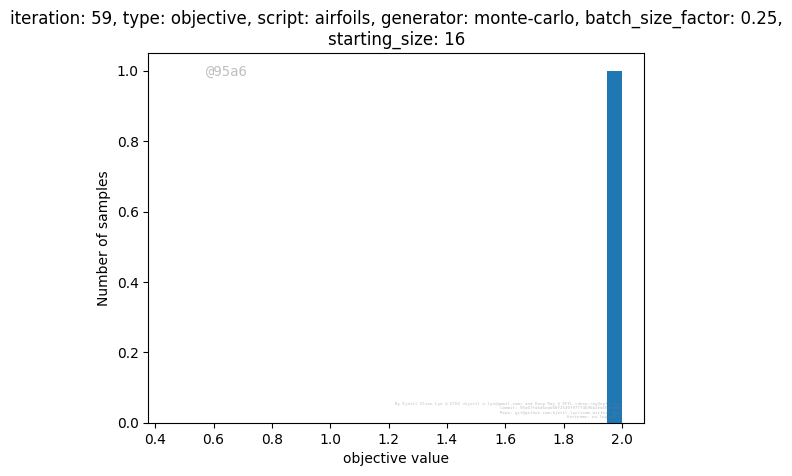 iteration: 59, type: objective, script: airfoils, generator: monte-carlo, batch_size_factor: 0.25,
starting_size: 16
@95a6
1.0
0.8
0.6
0.4
0.2
0.0
Number of samples
0.4 0.6 0.8 1.0 1.2 1.4 1.6 1.8 2.0
objective value